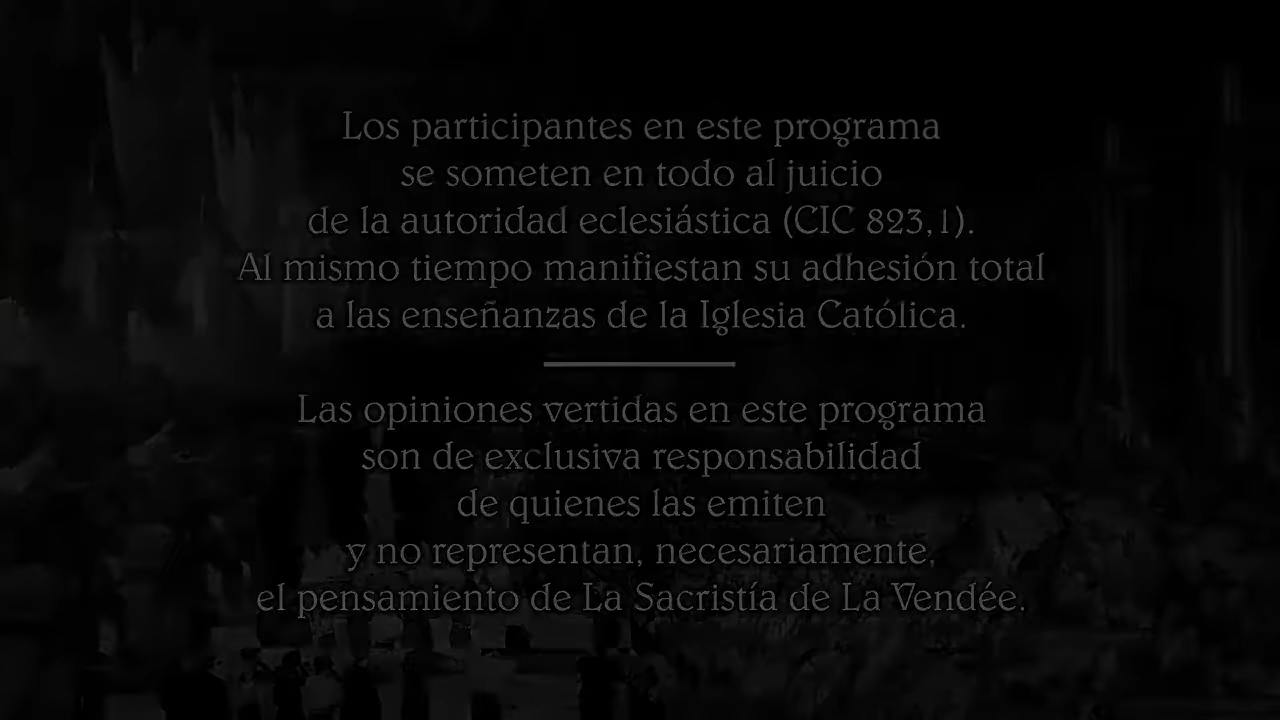 Los participantes en este programa
se someten en todo al juicio
de la autoridad eclesiástica (CIC 823,1).
Al mismo tiempo manifiestan su adhesión total
a las enseñanzas de la Iglesia Católica.
Las opiniones vertidas en este programa
son de exclusiva responsabilidad
de quienes las emiten
y no representan, necesariamente,
el pensamiento de La Sacristía de La Vendée.